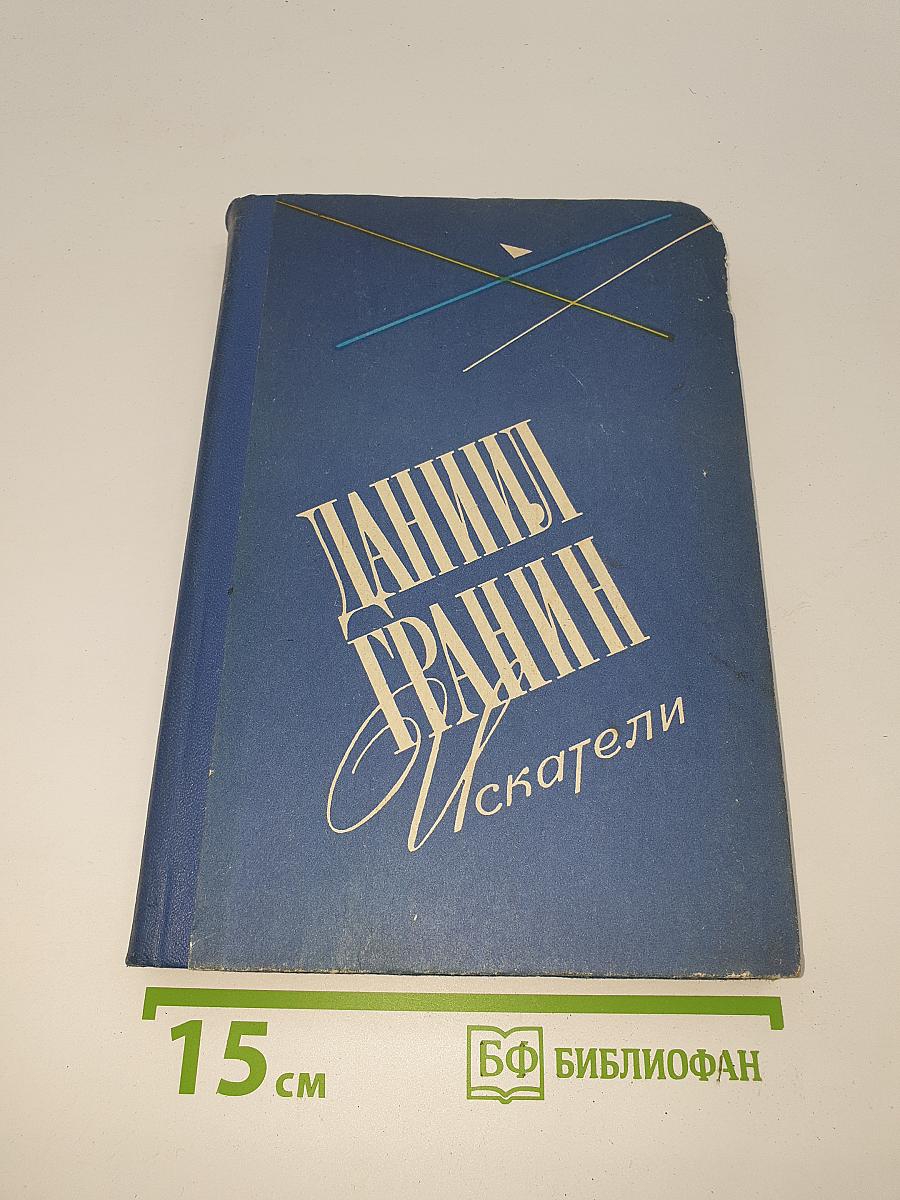 ДАНИИЛ
ГРАНИН
Искатели
15 см
БФ БИБЛИОФАН